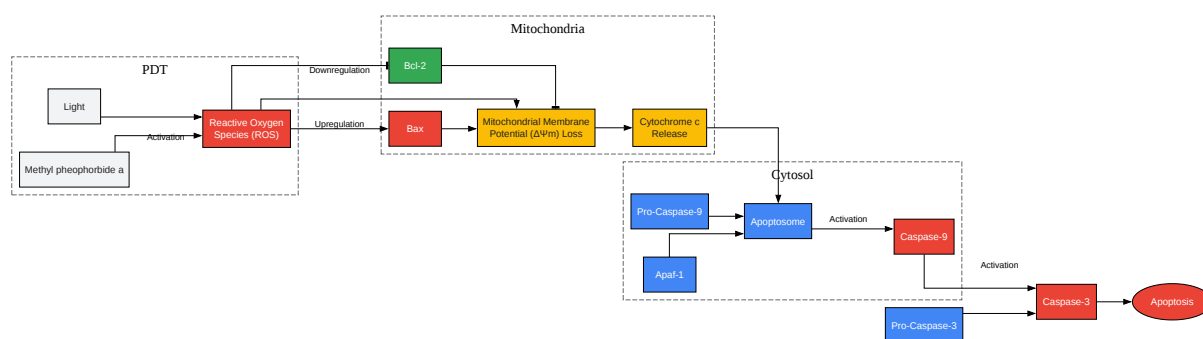 PDT
Light
Methyl pheophorbide a
Activation
Reactive Oxygen
Species (ROS)
Downregulation
Upregulation
Mitochondria
Bcl-2
Bax
Mitochondrial Membrane
Potential (ΔΨm) Loss
Cytochrome c
Release
Cytosol
Pro-Caspase-9
Apaf-1
Apoptosome
Activation
Caspase-9
Activation
Pro-Caspase-3
Caspase-3
Apoptosis